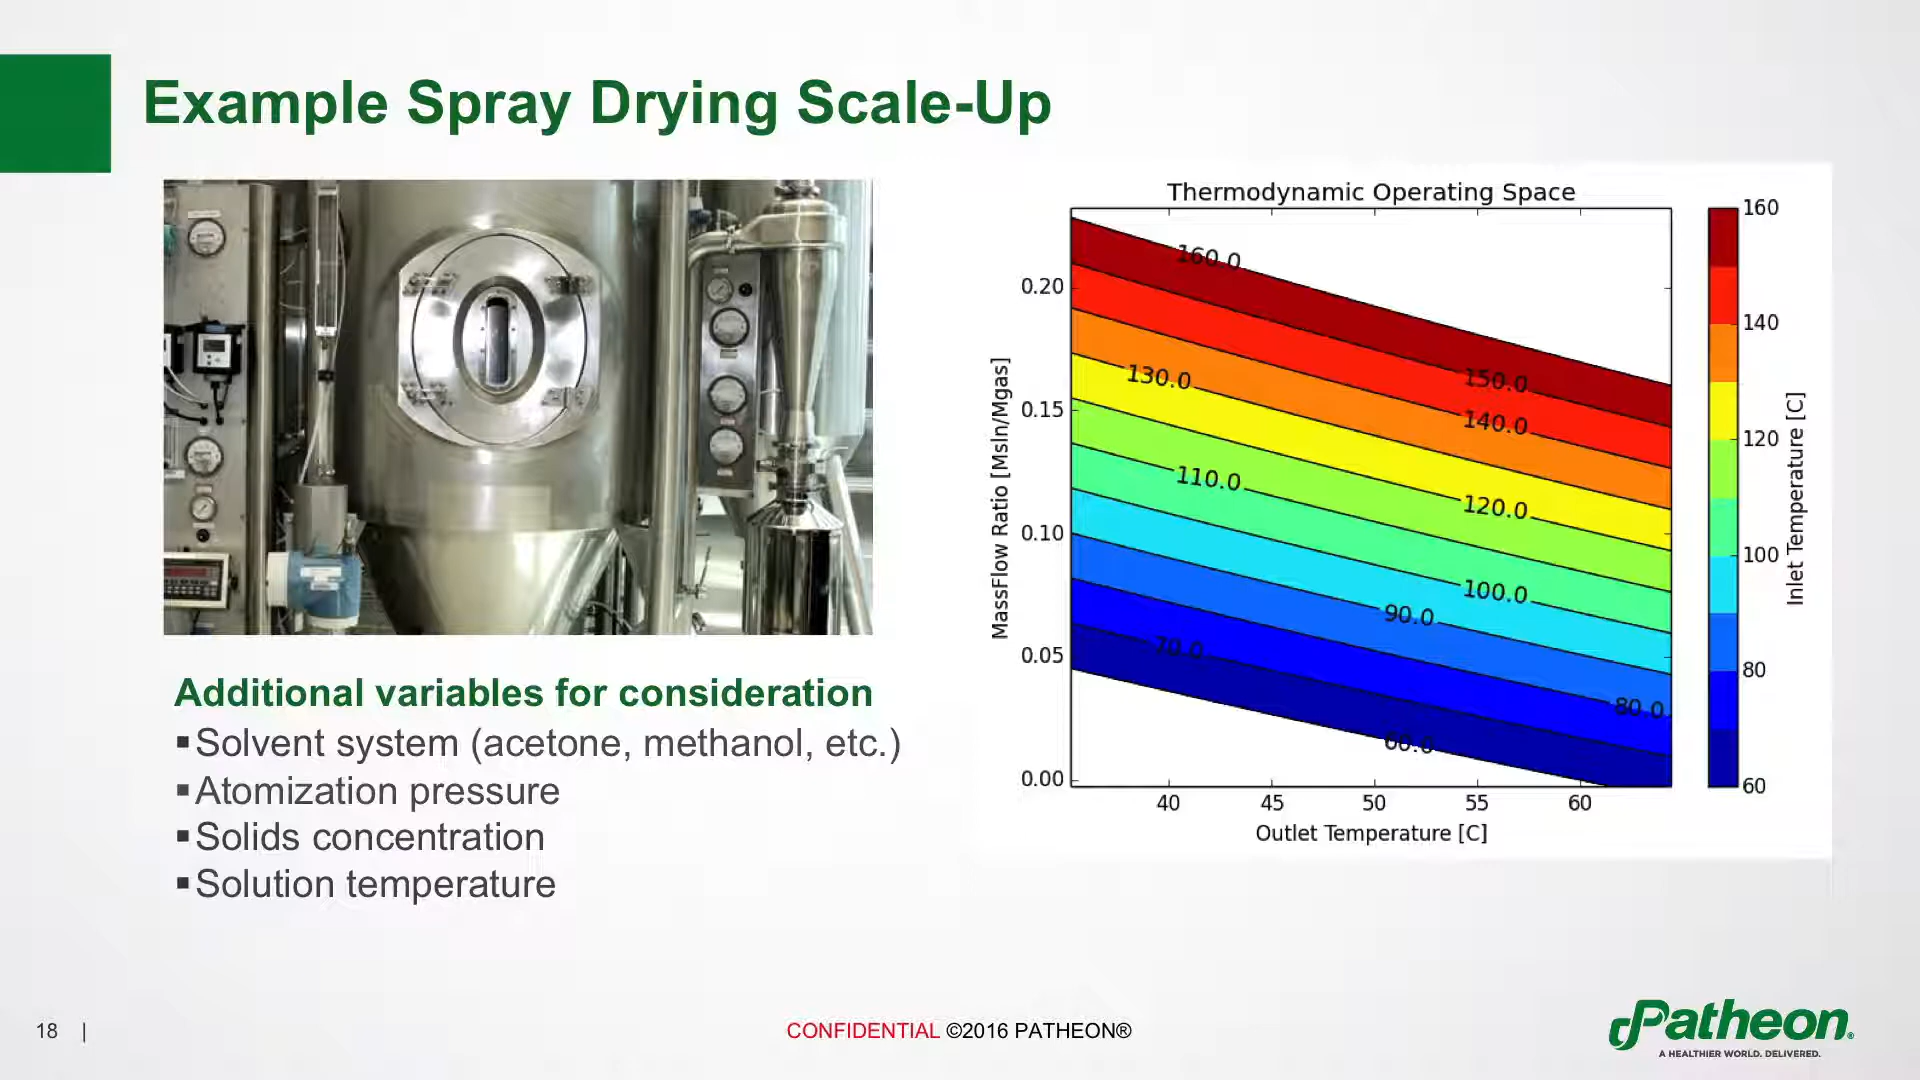 Example Spray Drying Scale-Up
Thermodynamic Operating Space
MassFlow Ratio [Msln/Mgas]
0.20
0.15
0.10
0.05
0.00
160.0
150.0
140.0
130.0
120.0
110.0
100.0
90.0
80.0
70.0
60.0
40 45 50 55 60
Outlet Temperature [C]
160
140
120
100
80
60
Inlet Temperature [C]
Additional variables for consideration
▪Solvent system (acetone, methanol, etc.)
▪Atomization pressure
▪Solids concentration
▪Solution temperature
18 |
CONFIDENTIAL ©2016 PATHEON®
Patheon®
A HEALTHIER WORLD. DELIVERED.